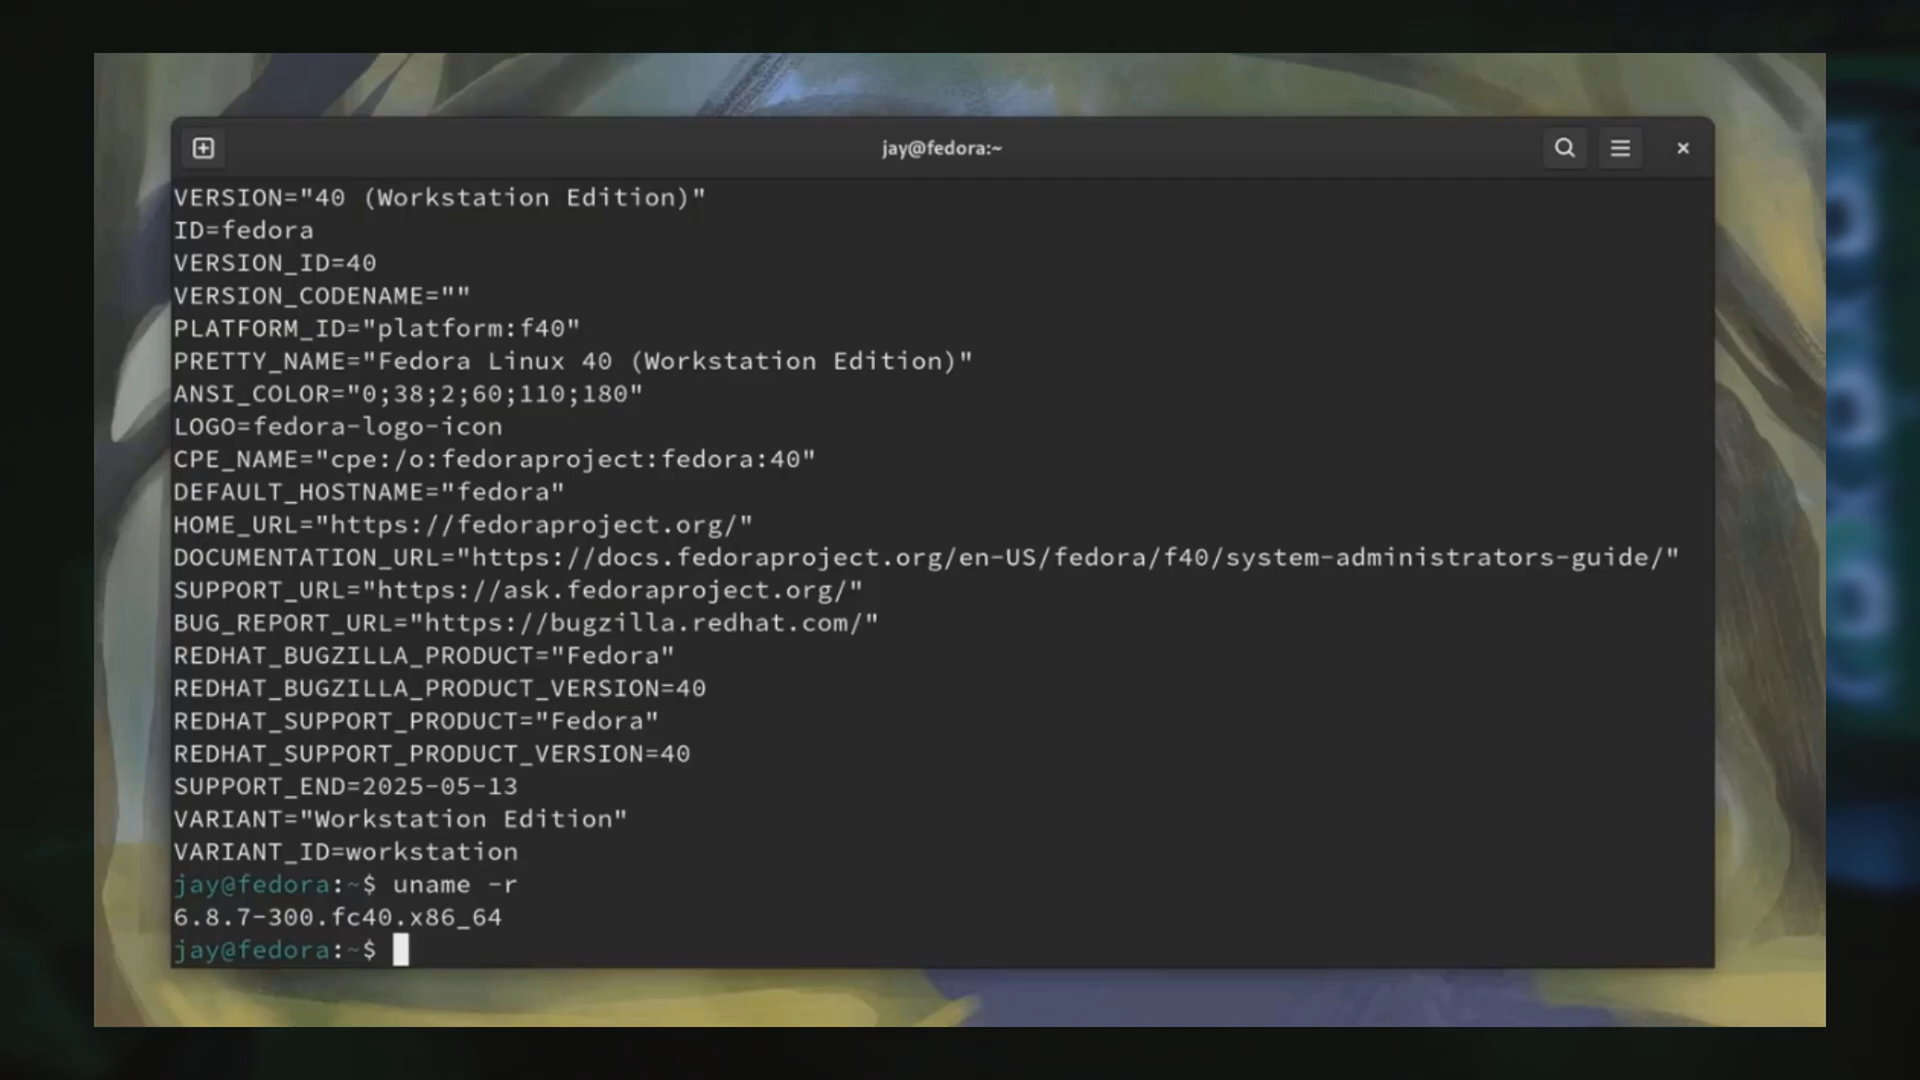 jay@fedora:~
VERSION="40 (Workstation Edition)"
ID=fedora
VERSION_ID=40
VERSION_CODENAME=""
PLATFORM_ID="platform:f40"
PRETTY_NAME="Fedora Linux 40 (Workstation Edition)"
ANSI_COLOR="0;38;2;60;110;180"
LOGO=fedora-logo-icon
CPE_NAME="cpe:/o:fedoraproject:fedora:40"
DEFAULT_HOSTNAME="fedora"
HOME_URL="https://fedoraproject.org/"
DOCUMENTATION_URL="https://docs.fedoraproject.org/en-US/fedora/f40/system-administrators-guide/"
SUPPORT_URL="https://ask.fedoraproject.org/"
BUG_REPORT_URL="https://bugzilla.redhat.com/"
REDHAT_BUGZILLA_PRODUCT="Fedora"
REDHAT_BUGZILLA_PRODUCT_VERSION=40
REDHAT_SUPPORT_PRODUCT="Fedora"
REDHAT_SUPPORT_PRODUCT_VERSION=40
SUPPORT_END=2025-05-13
VARIANT="Workstation Edition"
VARIANT_ID=workstation
jay@fedora:~$ uname -r
6.8.7-300.fc40.x86_64
jay@fedora:~$